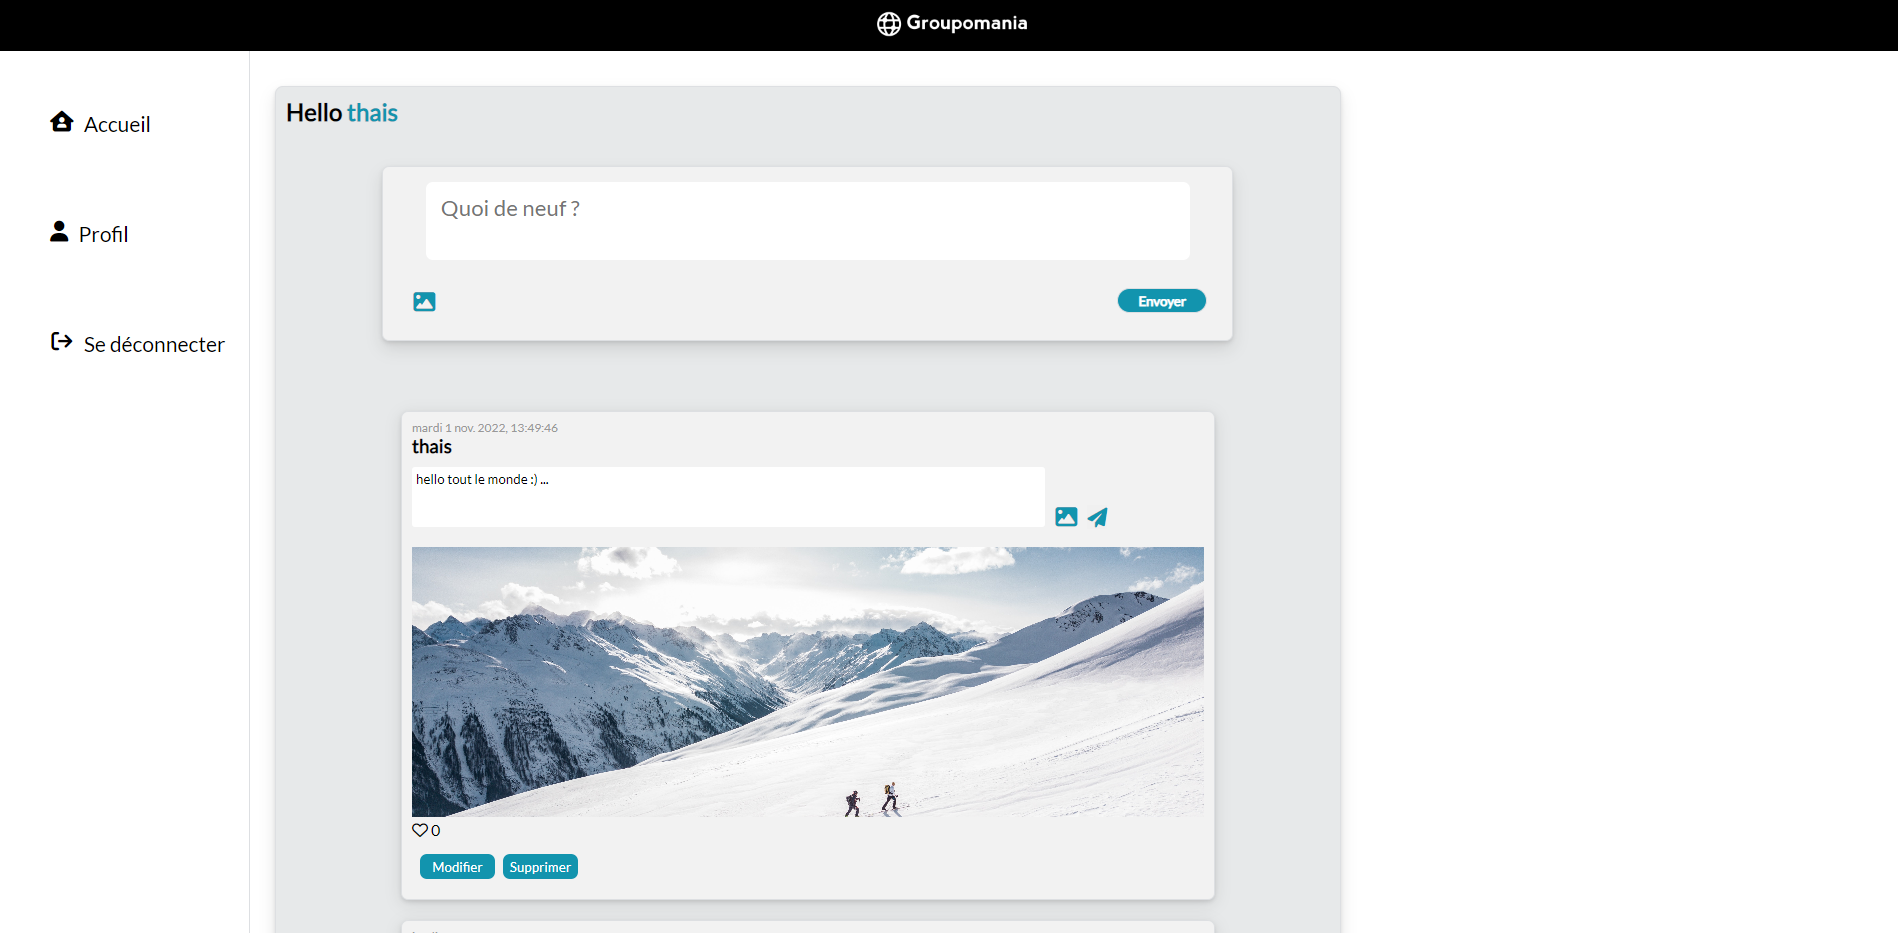 Groupomania
Accueil
Profil
Se déconnecter
Hello thais
Quoi de neuf ?
Envoyer
mardi 1 nov. 2022, 13:49:46
thais
hello tout le monde :) ...
0
Modifier
Supprimer